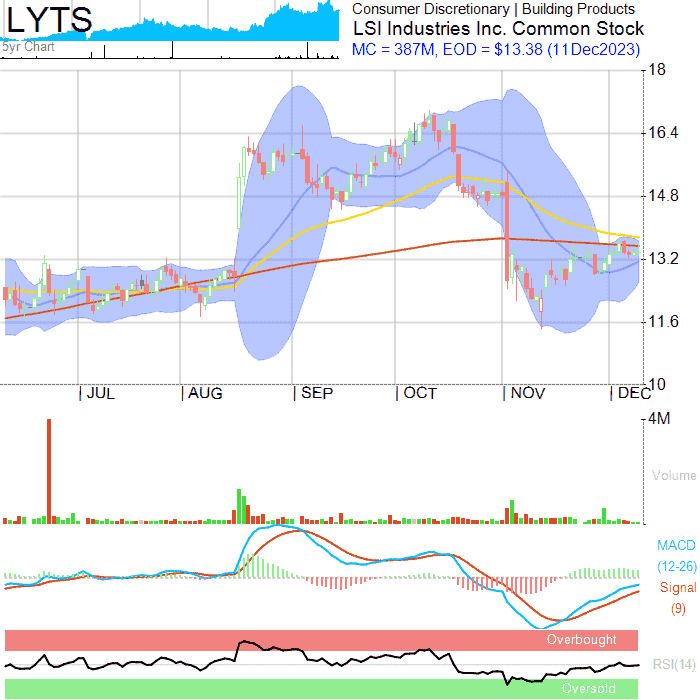 LYTS
5yr Chart
Consumer Discretionary | Building Products
LSI Industries Inc. Common Stock
MC = 387M, EOD = $13.38 (11Dec2023)
18
16.4
14.8
13.2
11.6
10
JUL AUG SEP OCT NOV DEC
4M
Volume
MACD
(12-26)
Signal
(9)
Overbought
RSI(14)
Oversold